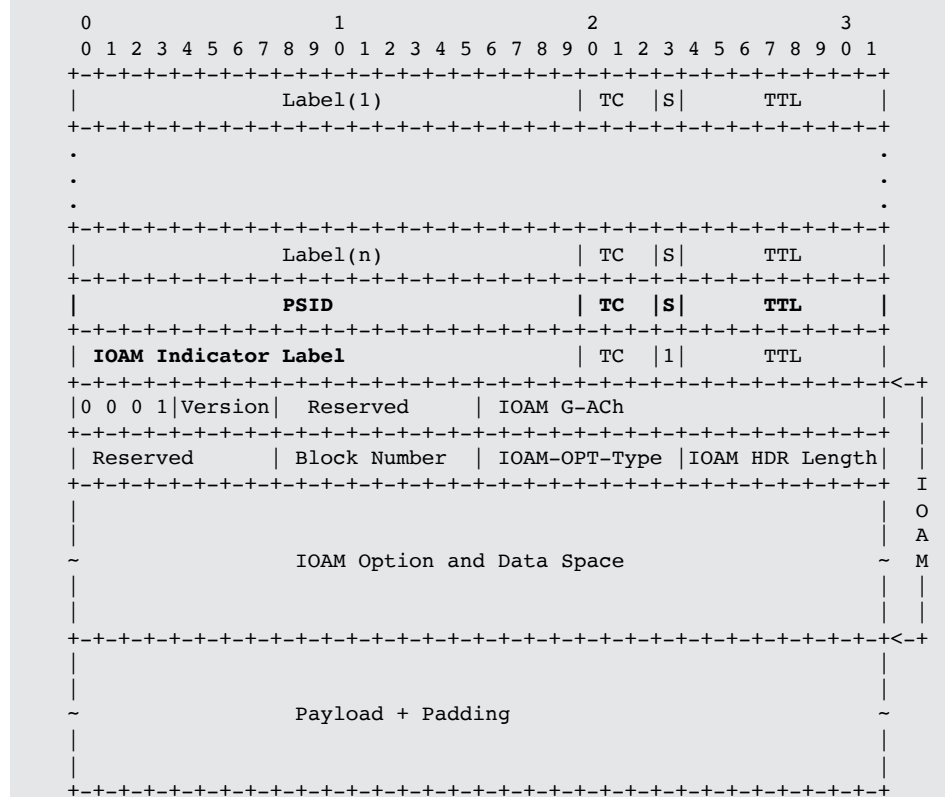 0                   1                   2                   3
 0 1 2 3 4 5 6 7 8 9 0 1 2 3 4 5 6 7 8 9 0 1 2 3 4 5 6 7 8 9 0 1
+-+-+-+-+-+-+-+-+-+-+-+-+-+-+-+-+-+-+-+-+-+-+-+-+-+-+-+-+-+-+-+-+
|                Label(1)               | TC  |S|      TTL      |
+-+-+-+-+-+-+-+-+-+-+-+-+-+-+-+-+-+-+-+-+-+-+-+-+-+-+-+-+-+-+-+-+
.                                                               .
.                                                               .
.                                                               .
+-+-+-+-+-+-+-+-+-+-+-+-+-+-+-+-+-+-+-+-+-+-+-+-+-+-+-+-+-+-+-+-+
|                Label(n)               | TC  |S|      TTL      |
+-+-+-+-+-+-+-+-+-+-+-+-+-+-+-+-+-+-+-+-+-+-+-+-+-+-+-+-+-+-+-+-+
|                PSID                   | TC  |S|      TTL      |
+-+-+-+-+-+-+-+-+-+-+-+-+-+-+-+-+-+-+-+-+-+-+-+-+-+-+-+-+-+-+-+-+
| IOAM Indicator Label                  | TC  |1|      TTL      |
+-+-+-+-+-+-+-+-+-+-+-+-+-+-+-+-+-+-+-+-+-+-+-+-+-+-+-+-+-+-+-+-+<-+
|0 0 0 1|Version|  Reserved     | IOAM G-ACh                    |  |
+-+-+-+-+-+-+-+-+-+-+-+-+-+-+-+-+-+-+-+-+-+-+-+-+-+-+-+-+-+-+-+-+  |
| Reserved      | Block Number  | IOAM-OPT-Type |IOAM HDR Length|  |
+-+-+-+-+-+-+-+-+-+-+-+-+-+-+-+-+-+-+-+-+-+-+-+-+-+-+-+-+-+-+-+-+  I
|                                                               |  O
|                                                               |  A
~                 IOAM Option and Data Space                    ~  M
|                                                               |  |
|                                                               |  |
+-+-+-+-+-+-+-+-+-+-+-+-+-+-+-+-+-+-+-+-+-+-+-+-+-+-+-+-+-+-+-+-+<-+
|                                                               |
|                                                               |
~                 Payload + Padding                             ~
|                                                               |
|                                                               |
+-+-+-+-+-+-+-+-+-+-+-+-+-+-+-+-+-+-+-+-+-+-+-+-+-+-+-+-+-+-+-+-+